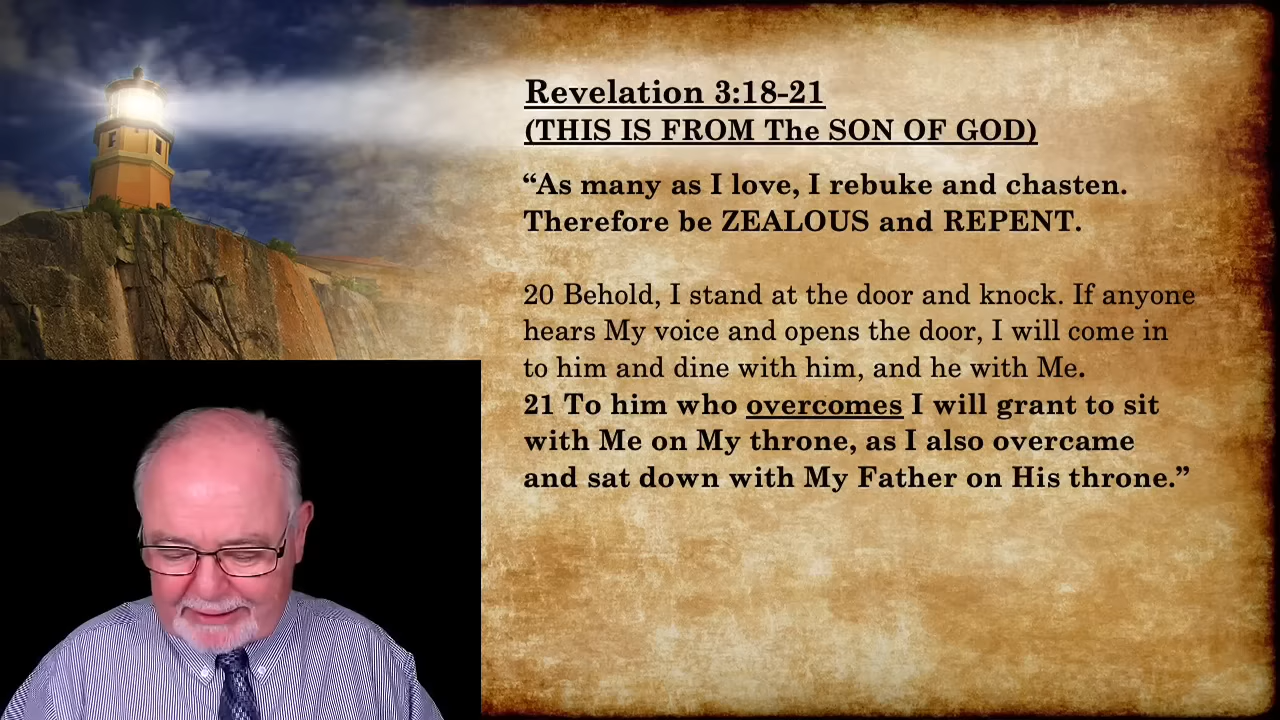 Revelation 3:18-21
(THIS IS FROM The SON OF GOD)
“As many as I love, I rebuke and chasten.
Therefore be ZEALOUS and REPENT.
20 Behold, I stand at the door and knock. If anyone
hears My voice and opens the door, I will come in
to him and dine with him, and he with Me.
21 To him who overcomes I will grant to sit
with Me on My throne, as I also overcame
and sat down with My Father on His throne.”